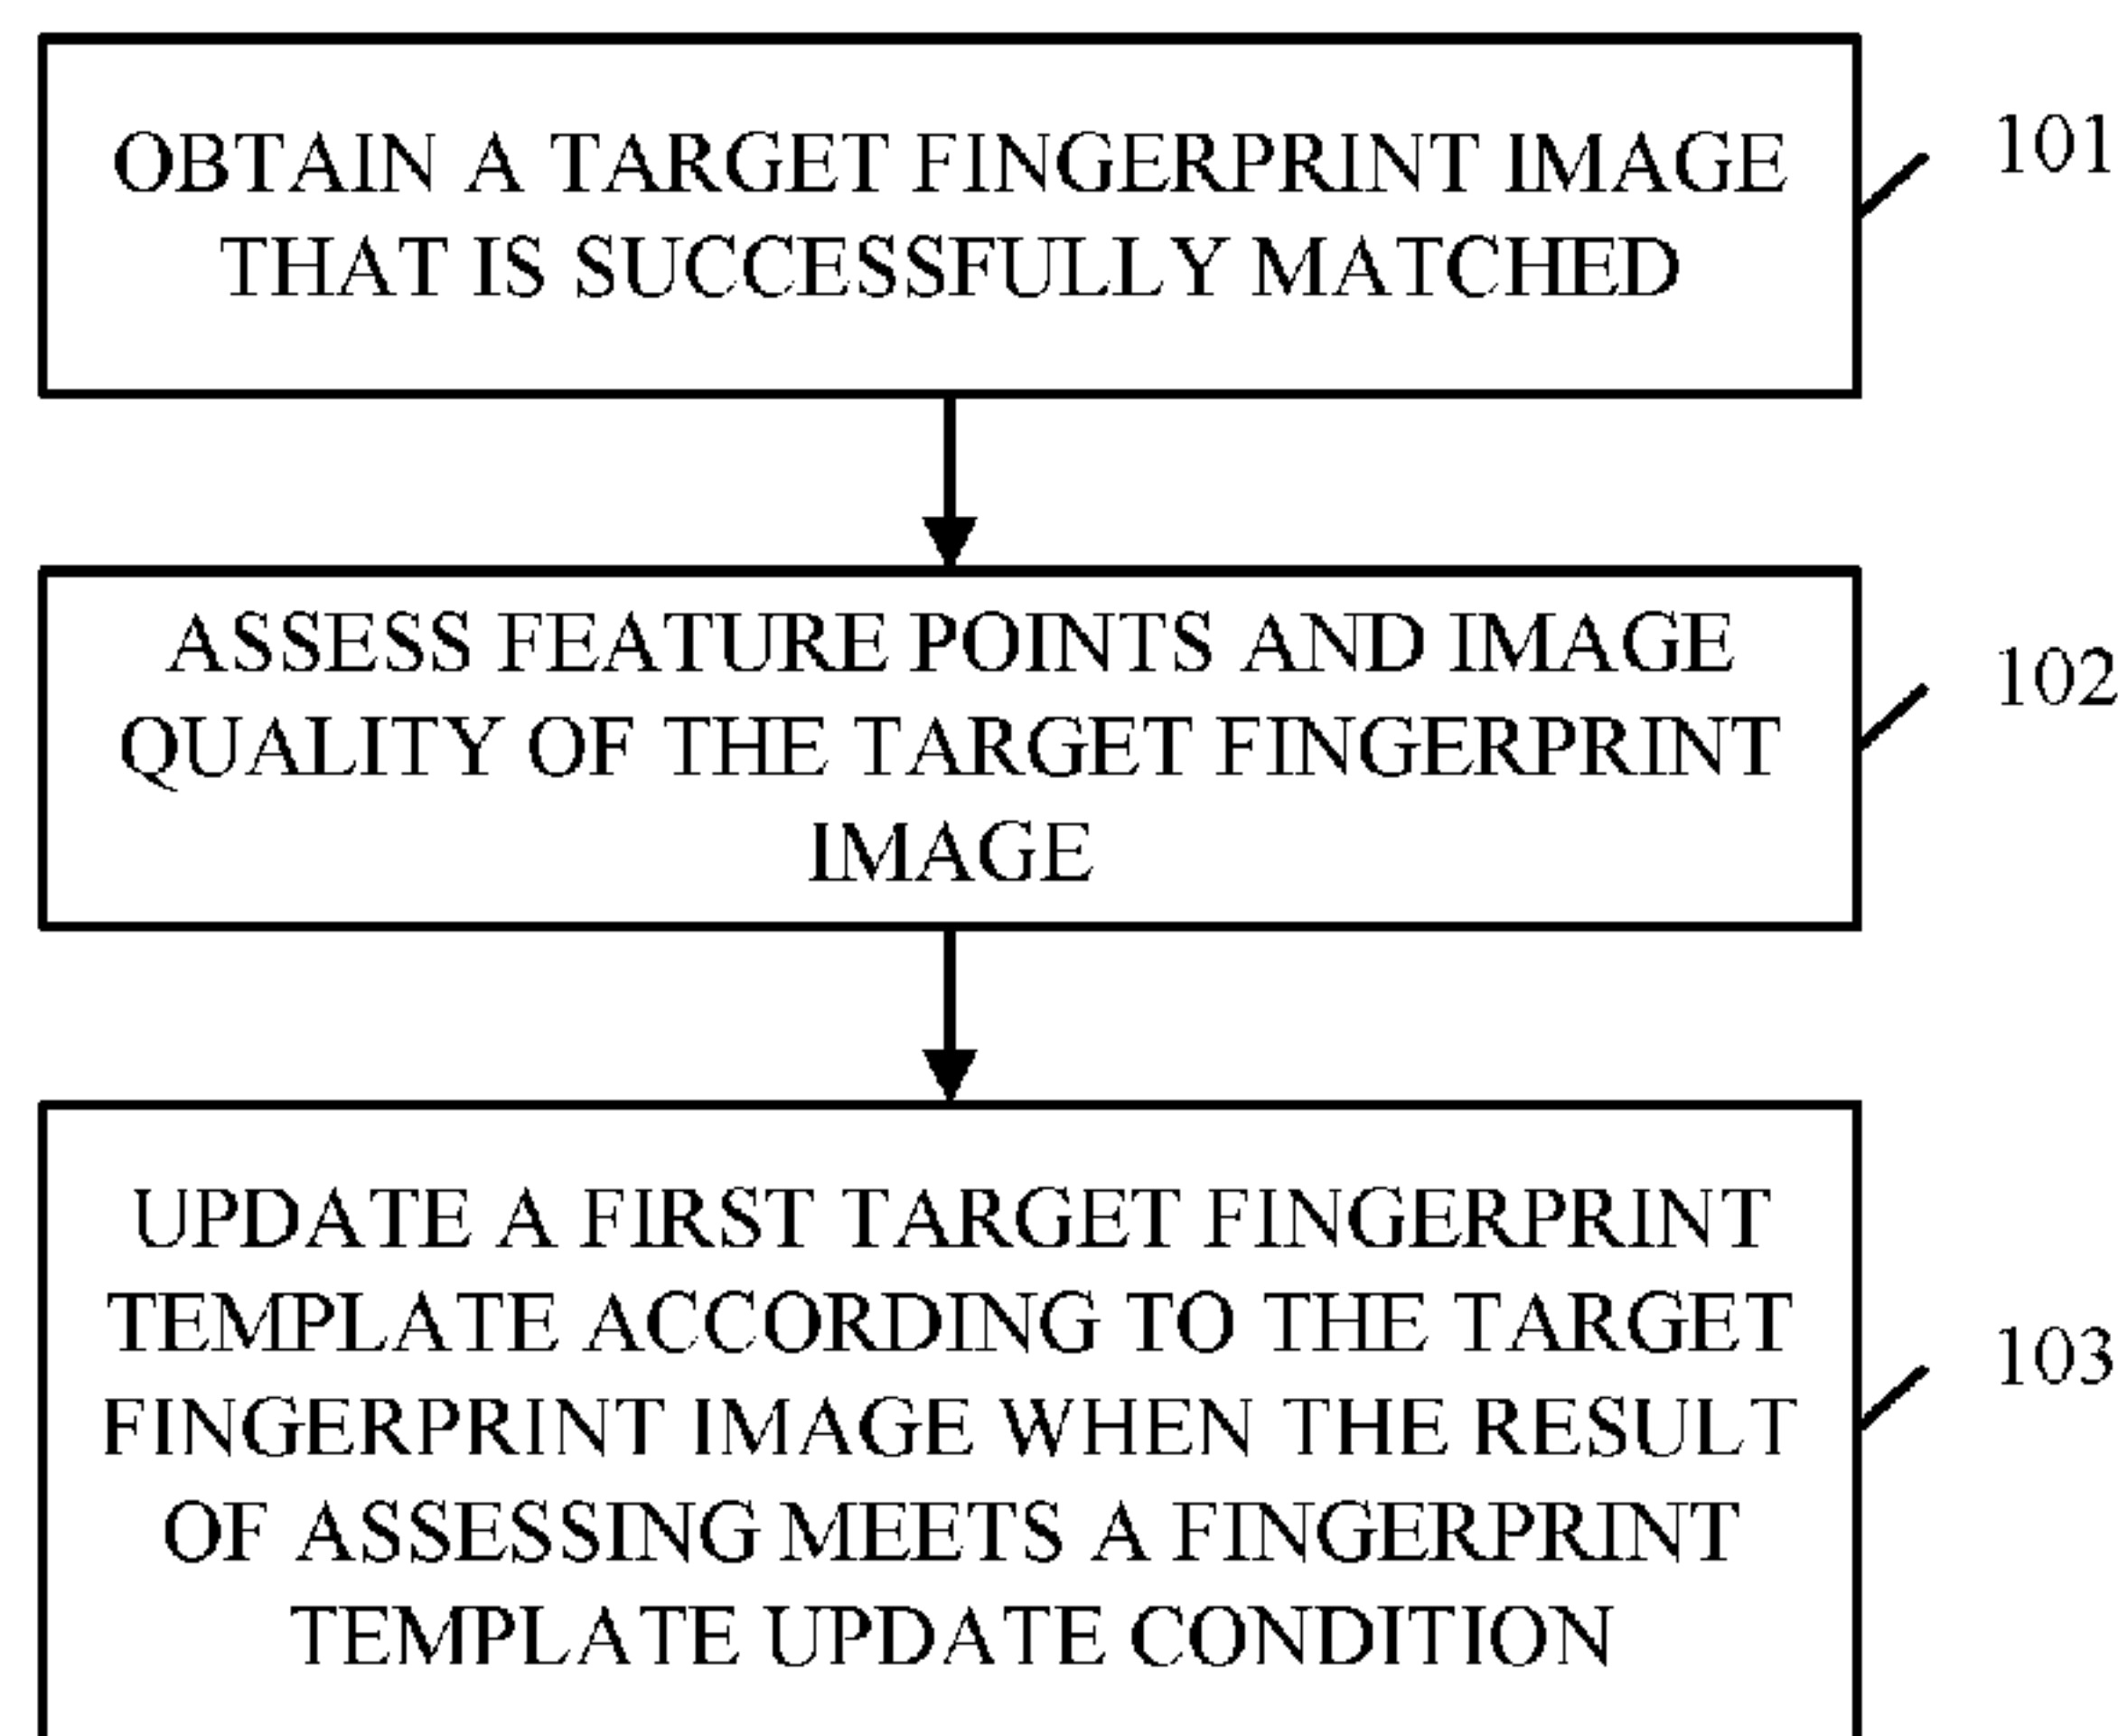 OBTAIN A TARGET FINGERPRINT IMAGE
THAT IS SUCCESSFULLY MATCHED
101
ASSESS FEATURE POINTS AND IMAGE
QUALITY OF THE TARGET FINGERPRINT
IMAGE
102
UPDATE A FIRST TARGET FINGERPRINT
TEMPLATE ACCORDING TO THE TARGET
FINGERPRINT IMAGE WHEN THE RESULT
OF ASSESSING MEETS A FINGERPRINT
TEMPLATE UPDATE CONDITION
103